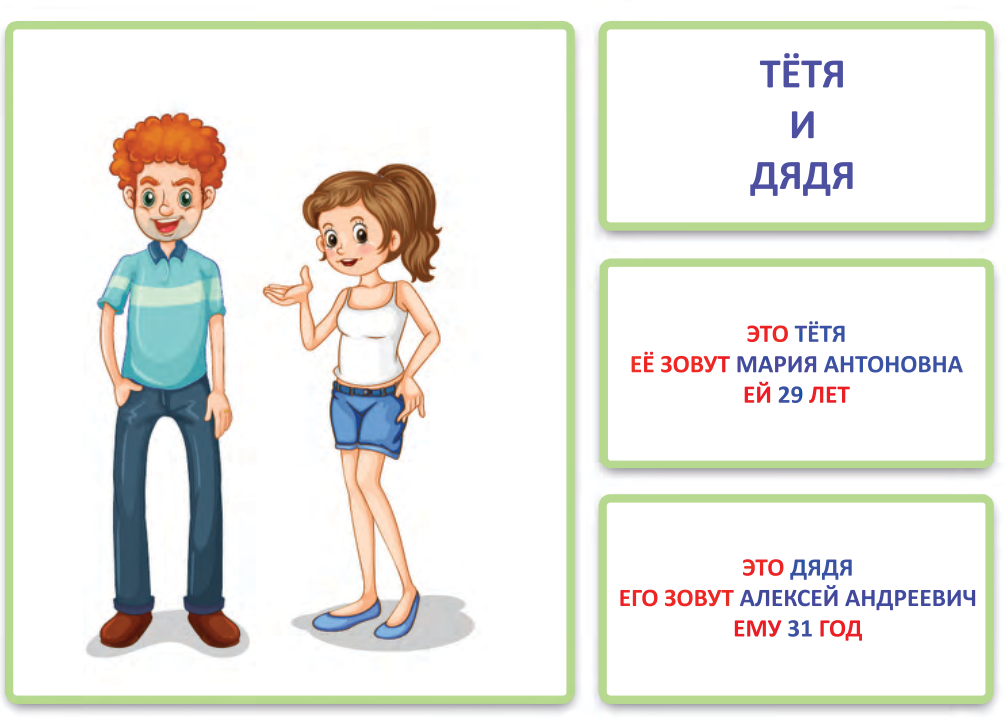 ТЁТЯ
И
ДЯДЯ
ЭТО ТЁТЯ
ЕЁ ЗОВУТ МАРИЯ АНТОНОВНА
ЕЙ 29 ЛЕТ
ЭТО ДЯДЯ
ЕГО ЗОВУТ АЛЕКСЕЙ АНДРЕЕВИЧ
ЕМУ 31 ГОД